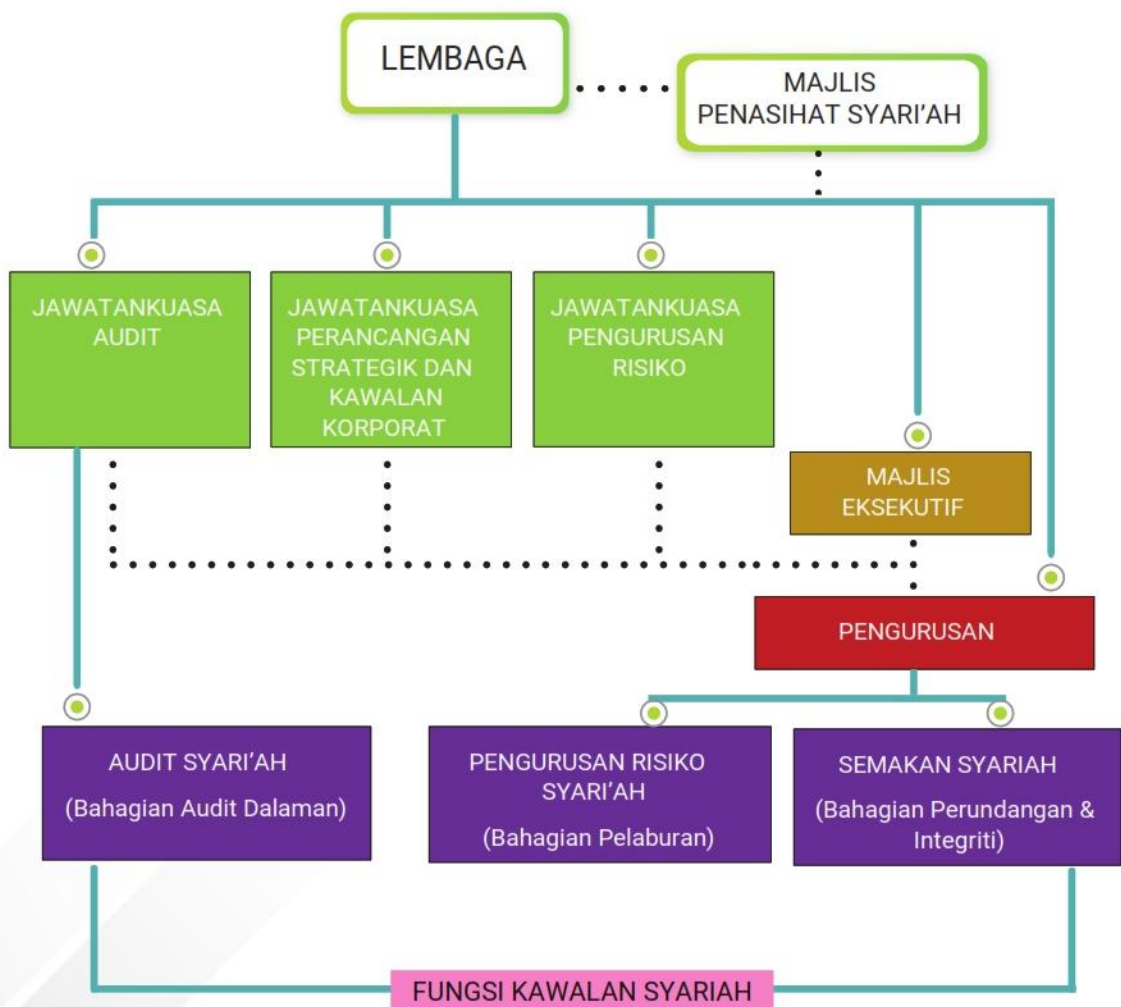 LEMBAGA
MAJLIS
PENASIHAT SYARI'AH
JAWATANKUASA
AUDIT
JAWATANKUASA
PERANCANGAN
STRATEGIK DAN
KAWALAN
KORPORAT
JAWATANKUASA
PENGURUSAN
RISIKO
MAJLIS
EKSEKUTIF
PENGURUSAN
AUDIT SYARI'AH
(Bahagian Audit Dalaman)
PENGURUSAN RISIKO
SYARI'AH
(Bahagian Pelaburan)
SEMAKAN SYARIAH
(Bahagian Perundangan &
Integriti)
FUNGSI KAWALAN SYARIAH